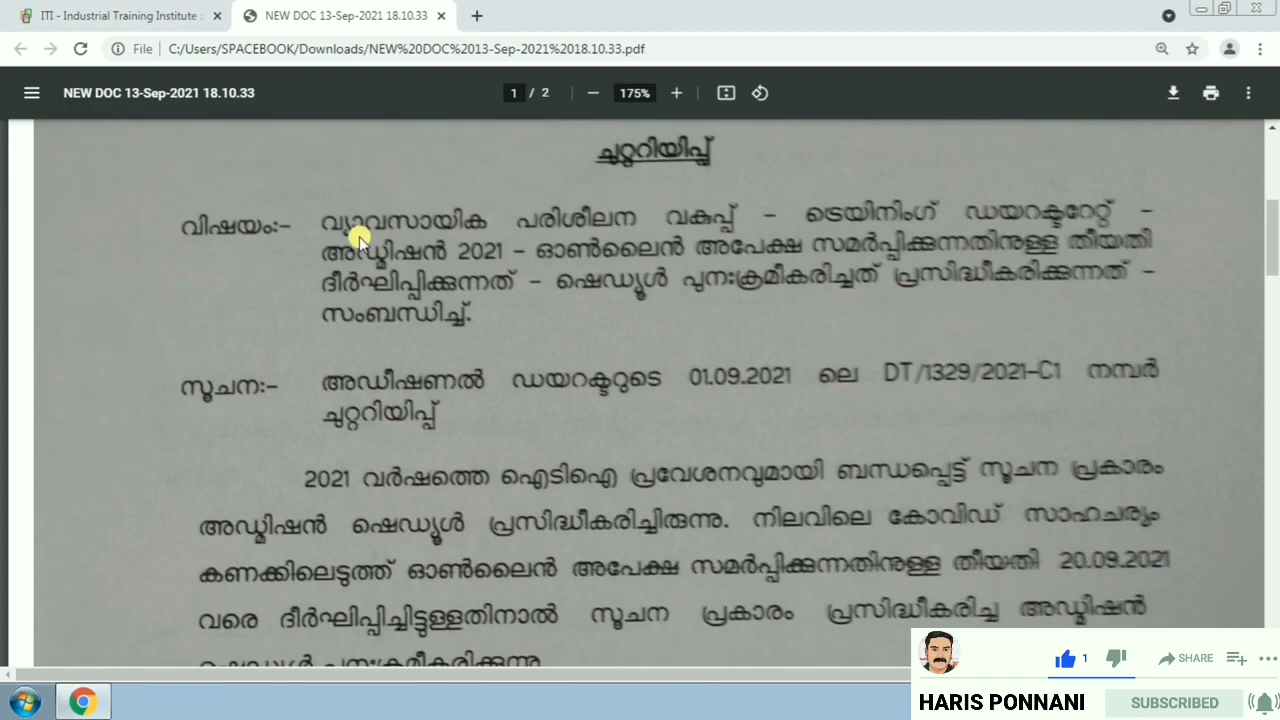 ITI - Industrial Training Institute :
NEW DOC 13-Sep-2021 18.10.33
File | C:/Users/SPACEBOOK/Downloads/NEW%20DOC%2013-Sep-2021%2018.10.33.pdf
NEW DOC 13-Sep-2021 18.10.33
1 / 2
175%
ചുറ്ററിയിപ്പ്
വിഷയം:- വ്യാവസായിക പരിശീലന വകുപ്പ് – ട്രെയിനിംഗ് ഡയറക്ടറേറ്റ് –
അഡ്മിഷൻ 2021 – ഓൺലൈൻ അപേക്ഷ സമർപ്പിക്കുന്നതിനുള്ള തീയതി
ദീർഘിപ്പിക്കുന്നത് – ഷെഡ്യൂൾ പുനഃക്രമീകരിച്ചത് പ്രസിദ്ധീകരിക്കുന്നത് –
സംബന്ധിച്ച്.
സൂചന:- അഡീഷണൽ ഡയറക്ടറുടെ 01.09.2021 ലെ DT/1329/2021-C1 നമ്പർ
ചുറ്ററിയിപ്പ്
2021 വർഷത്തെ ഐടിഐ പ്രവേശനവുമായി ബന്ധപ്പെട്ട് സൂചന പ്രകാരം
അഡ്മിഷൻ ഷെഡ്യൂൾ പ്രസിദ്ധീകരിച്ചിരുന്നു. നിലവിലെ കോവിഡ് സാഹചര്യം
കണക്കിലെടുത്ത് ഓൺലൈൻ അപേക്ഷ സമർപ്പിക്കുന്നതിനുള്ള തീയതി 20.09.2021
വരെ ദീർഘിപ്പിച്ചിട്ടുള്ളതിനാൽ സൂചന പ്രകാരം പ്രസിദ്ധീകരിച്ച അഡ്മിഷൻ
ഷെഡ്യൂൾ പുനഃക്രമീകരിക്കുന്നു
1 SHARE
HARIS PONNANI SUBSCRIBED